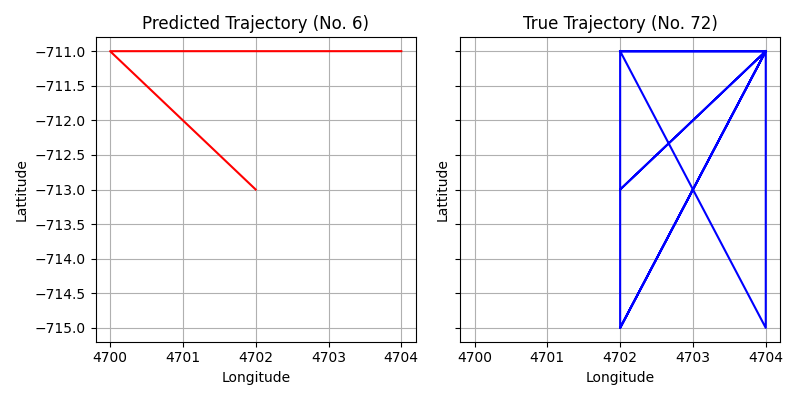 Predicted Trajectory (No. 6)
True Trajectory (No. 72)
−711.0
−711.5
−712.0
−712.5
−713.0
−713.5
−714.0
−714.5
−715.0
Lattitude
Lattitude
4700 4701 4702 4703 4704
4700 4701 4702 4703 4704
Longitude
Longitude